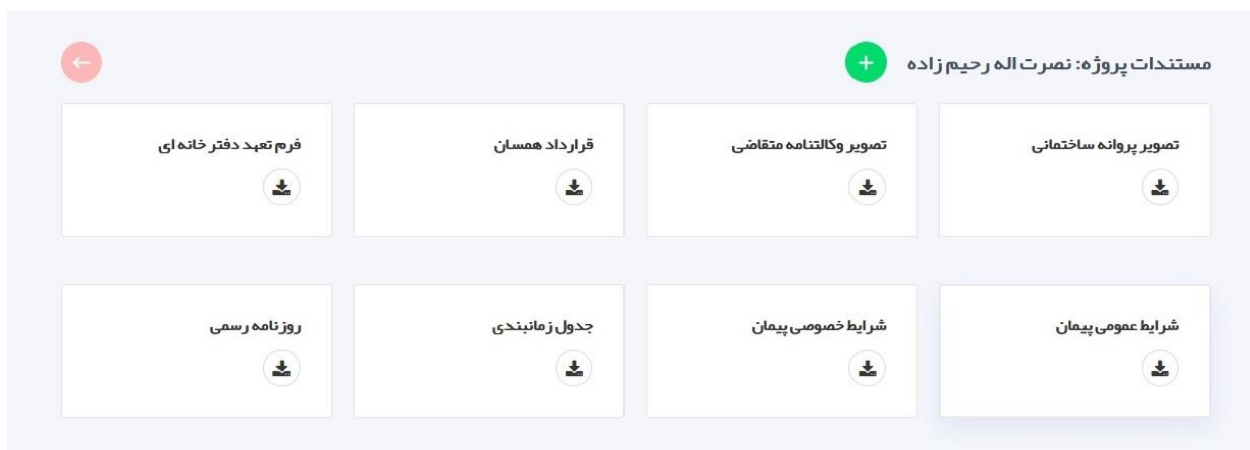 مستندات پروژه: نصرت اله رحیم زاده
تصویر پروانه ساختمانی
تصویر وکالتنامه متقاضی
قرارداد همسان
فرم تعهد دفتر خانه ای
شرایط عمومی پیمان
شرایط خصوصی پیمان
جدول زمانبندی
روزنامه رسمی